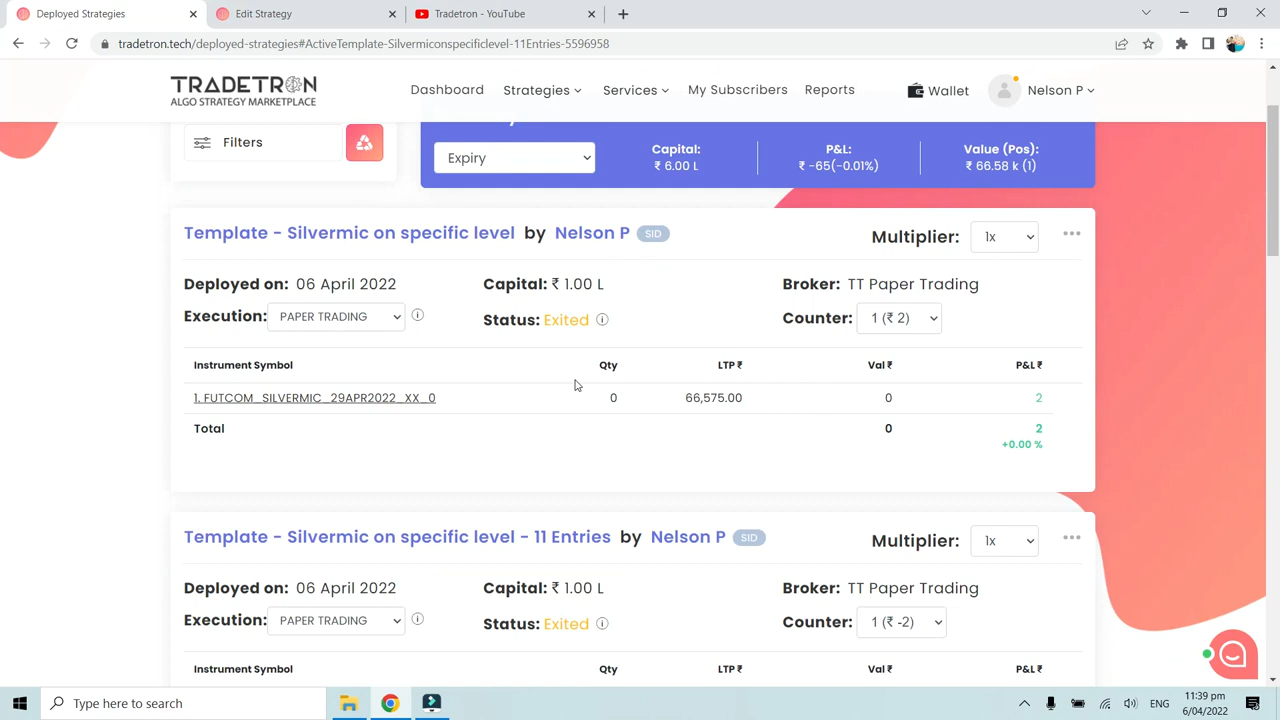 Deployed Strategies
Edit Strategy
Tradetron - YouTube
tradetron.tech/deployed-strategies#ActiveTemplate-Silvermiconspecificlevel-11Entries-5596958
TRADETRON
ALGO STRATEGY MARKETPLACE
Dashboard
Strategies
Services
My Subscribers
Reports
Wallet
Nelson P
Filters
Expiry
Capital:
₹ 6.00 L
P&L:
₹ -65(-0.01%)
Value (Pos):
₹ 66.58 k (1)
Template - Silvermic on specific level by Nelson P SID
Multiplier: 1x
Deployed on: 06 April 2022
Capital: ₹ 1.00 L
Broker: TT Paper Trading
Execution: PAPER TRADING
Status: Exited
Counter: 1 (₹ 2)
Instrument Symbol Qty LTP ₹ Val ₹ P&L ₹
1. FUTCOM_SILVERMIC_29APR2022_XX_0 0 66,575.00 0 2
Total 0 2
+0.00 %
Template - Silvermic on specific level - 11 Entries by Nelson P SID
Multiplier: 1x
Deployed on: 06 April 2022
Capital: ₹ 1.00 L
Broker: TT Paper Trading
Execution: PAPER TRADING
Status: Exited
Counter: 1 (₹ -2)
Instrument Symbol Qty LTP ₹ Val ₹ P&L ₹
Type here to search
ENG
11:39 pm
6/04/2022